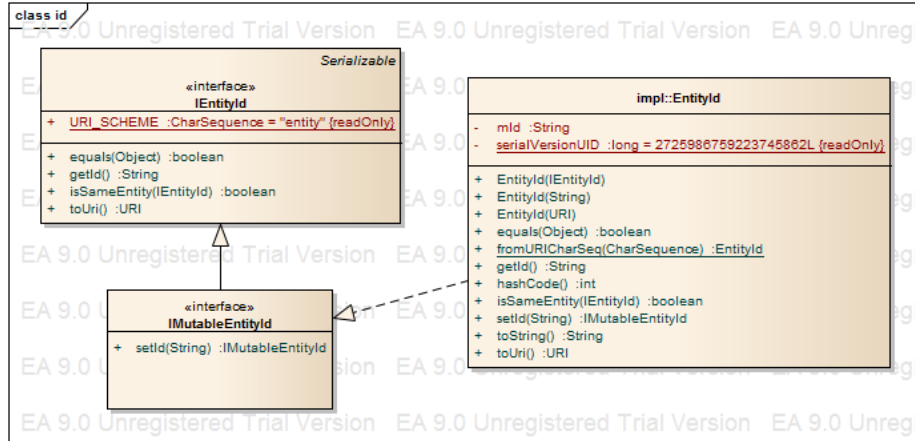 class id
EA 9.0 Unregistered Trial Version EA 9.0 Unregistered Trial Version EA 9.0 Unreg
Serializable
«interface»
IEntityId
+ URI_SCHEME :CharSequence = "entity" {readOnly}
+ equals(Object) :boolean
+ getId() :String
+ isSameEntity(IEntityId) :boolean
+ toUri() :URI
«interface»
IMutableEntityId
+ setId(String) :IMutableEntityId
impl::EntityId
- mId :String
- serialVersionUID :long = 2725986759223745862L {readOnly}
+ EntityId(IEntityId)
+ EntityId(String)
+ EntityId(URI)
+ equals(Object) :boolean
+ fromURICharSeq(CharSequence) :EntityId
+ getId() :String
+ hashCode() :int
+ isSameEntity(IEntityId) :boolean
+ setId(String) :IMutableEntityId
+ toString() :String
+ toUri() :URI
EA 9.0 Unregistered Trial Version EA 9.0 Unregistered Trial Version EA 9.0 Unreg